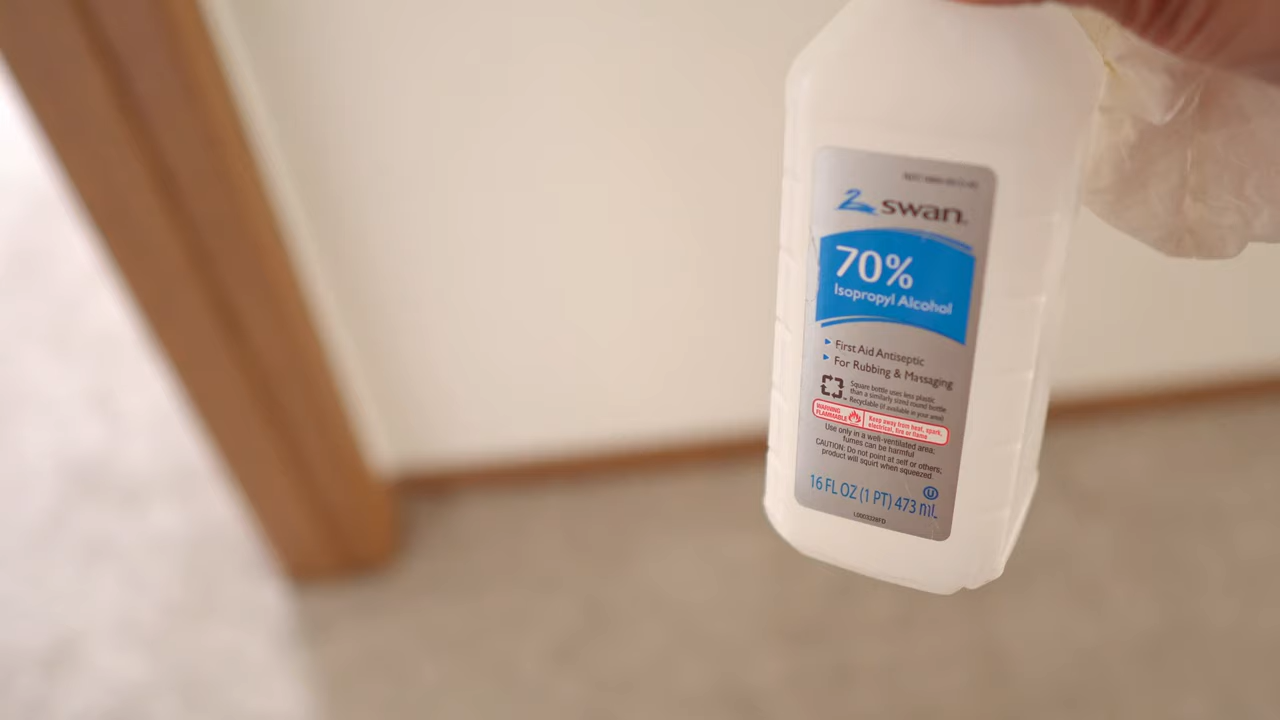 swan
70%
Isopropyl Alcohol
First Aid Antiseptic
For Rubbing & Massaging
Square bottle uses less plastic
than a similarly sized round bottle
Recyclable (if available in your area)
WARNING
FLAMMABLE
Keep away from heat, spark,
electrical, fire or flame
Use only in a well-ventilated area;
fumes can be harmful
CAUTION: Do not point at self or others;
product will squirt when squeezed.
16 FL OZ (1 PT) 473 mL
U